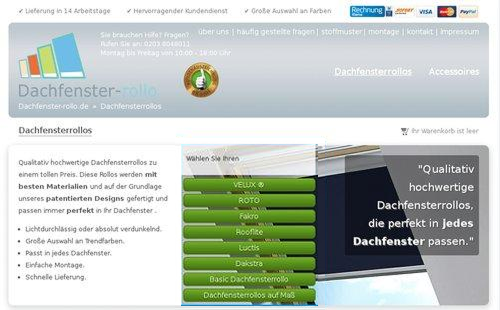 ✔ Lieferung in 14 Arbeitstage ✔ Hervorragender Kundendienst ✔ Große Auswahl an Farben
Rechnung VISA PayPal
Sie brauchen Hilfe? Fragen?
Rufen Sie an: 0203 8048011
Montag bis Freitag von 10:00 - 18:00 Uhr
über uns | häufig gestellte fragen | stoffmuster | montage | kontakt | impressum
Dachfensterrollos Accessoires
Dachfenster-rollo
Dachfenster-rollo.de » Dachfensterrollos
Dachfensterrollos
Ihr Warenkorb ist leer
Qualitativ hochwertige Dachfensterrollos zu
einem tollen Preis. Diese Rollos werden mit
besten Materialien und auf der Grundlage
unseres patentierten Designs gefertigt und
passen immer perfekt in Ihr Dachfenster .
• Lichtdurchlässig oder absolut verdunkelnd.
• Große Auswahl an Trendfarben.
• Passt in jedes Dachfenster.
• Einfache Montage.
• Schnelle Lieferung.
Wählen Sie Ihren
VELUX ®
ROTO
Fakro
Rooflite
Luctis
Dakstra
Basic Dachfensterrollo
Dachfensterrollos auf Maß
"Qualitativ
hochwertige
Dachfensterrollos,
die perfekt in jedes
Dachfenster passen."